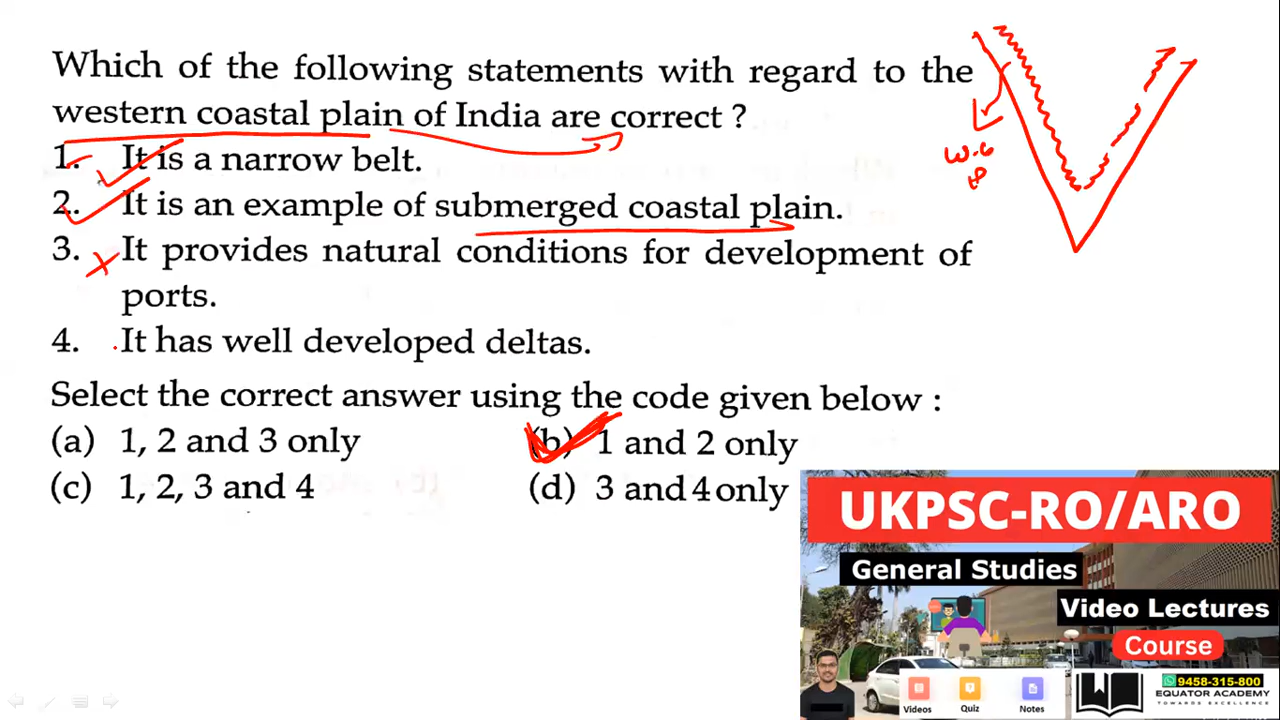 Which of the following statements with regard to the
western coastal plain of India are correct ?
1. It is a narrow belt.
2. It is an example of submerged coastal plain.
3. It provides natural conditions for development of
ports.
4. It has well developed deltas.
Select the correct answer using the code given below :
(a) 1, 2 and 3 only (b) 1 and 2 only
(c) 1, 2, 3 and 4 (d) 3 and 4 only
UKPSC-RO/ARO
General Studies
Video Lectures
Course
Videos Quiz Notes
9458-315-800
EQUATOR ACADEMY
TOWARDS EXCELLENCE